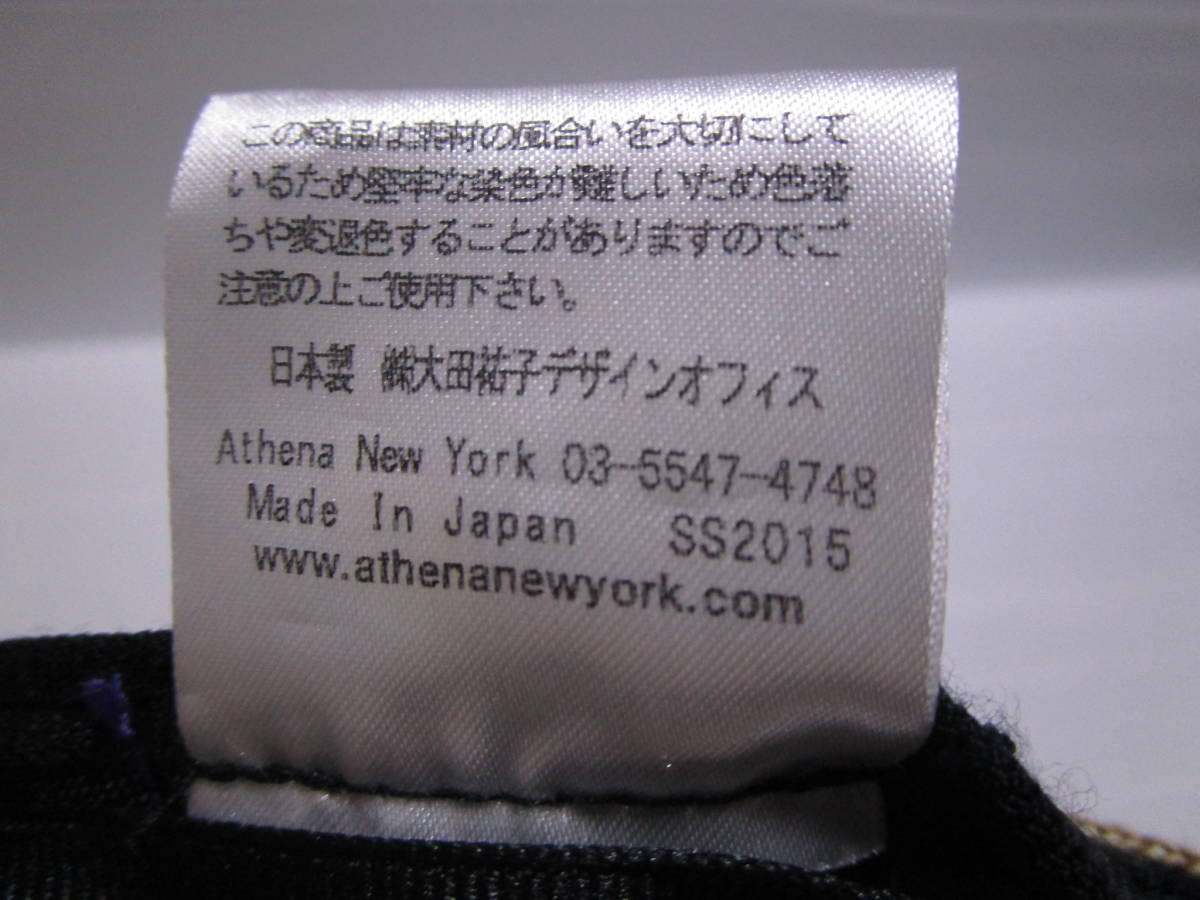 この商品は素材の風合いを大切にして
いるため堅牢な染色が難しいため色落
ちや変退色することがありますのでご
注意の上ご使用下さい。
日本製 ㈱大田祐子デザインオフィス
Athena New York 03-5547-4748
Made In Japan SS2015
www.athenanewyork.com